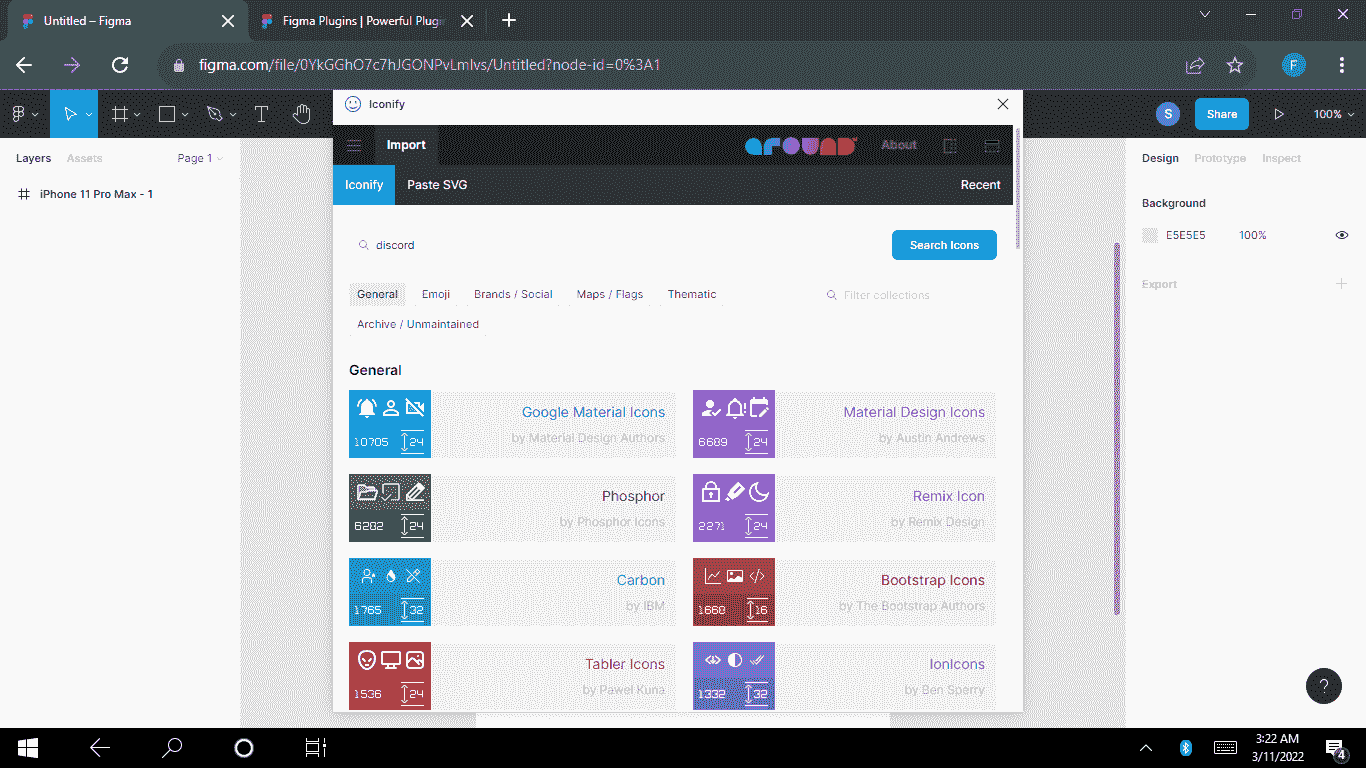 Untitled – Figma
Figma Plugins | Powerful Plugin
figma.com/file/0YkGGhO7c7hJGONPvLmlvs/Untitled?node-id=0%3A1
F
Iconify
S
Share
100%
Layers
Assets
Page 1
Import
around
About
Design
Prototype
Inspect
iPhone 11 Pro Max - 1
Iconify
Paste SVG
Recent
Background
E5E5E5
100%
discord
Search Icons
Export
General
Emoji
Brands / Social
Maps / Flags
Thematic
Filter collections
Archive / Unmaintained
General
10705
24
Google Material Icons
by Material Design Authors
6689
24
Material Design Icons
by Austin Andrews
6282
24
Phosphor
by Phosphor Icons
2271
24
Remix Icon
by Remix Design
1765
32
Carbon
by IBM
1668
16
Bootstrap Icons
by The Bootstrap Authors
1536
24
Tabler Icons
by Paweł Kuna
1332
32
IonIcons
by Ben Sperry
?
3:22 AM
3/11/2022
4